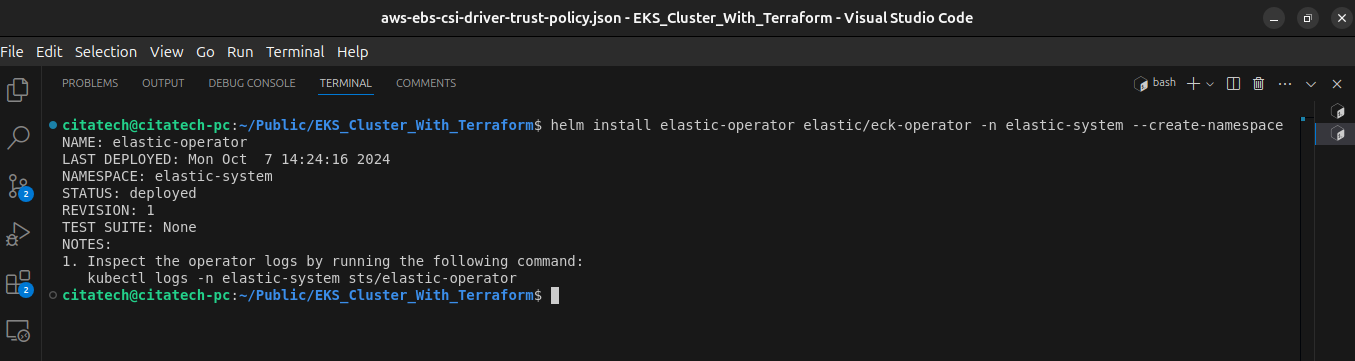 aws-ebs-csi-driver-trust-policy.json - EKS_Cluster_With_Terraform - Visual Studio Code
File Edit Selection View Go Run Terminal Help
PROBLEMS OUTPUT DEBUG CONSOLE TERMINAL COMMENTS bash
citatech@citatech-pc:~/Public/EKS_Cluster_With_Terraform$ helm install elastic-operator elastic/eck-operator -n elastic-system --create-namespace
NAME: elastic-operator
LAST DEPLOYED: Mon Oct  7 14:24:16 2024
NAMESPACE: elastic-system
STATUS: deployed
REVISION: 1
TEST SUITE: None
NOTES:
1. Inspect the operator logs by running the following command:
   kubectl logs -n elastic-system sts/elastic-operator
citatech@citatech-pc:~/Public/EKS_Cluster_With_Terraform$
2
2